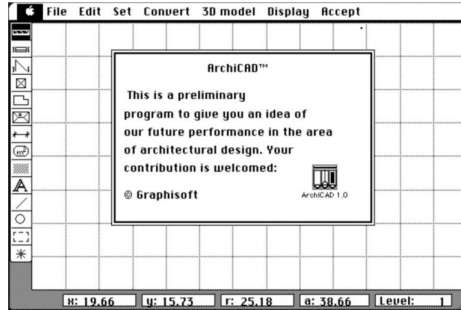 File Edit Set Convert 3D model Display Accept
ArchiCAD™
This is a preliminary
program to give you an idea of
our future performance in the area
of architectural design. Your
contribution is welcomed:
© Graphisoft
ArchiCAD 1.0
A
x: 19.66 y: 15.73 r: 25.18 a: 38.66 Level: 1